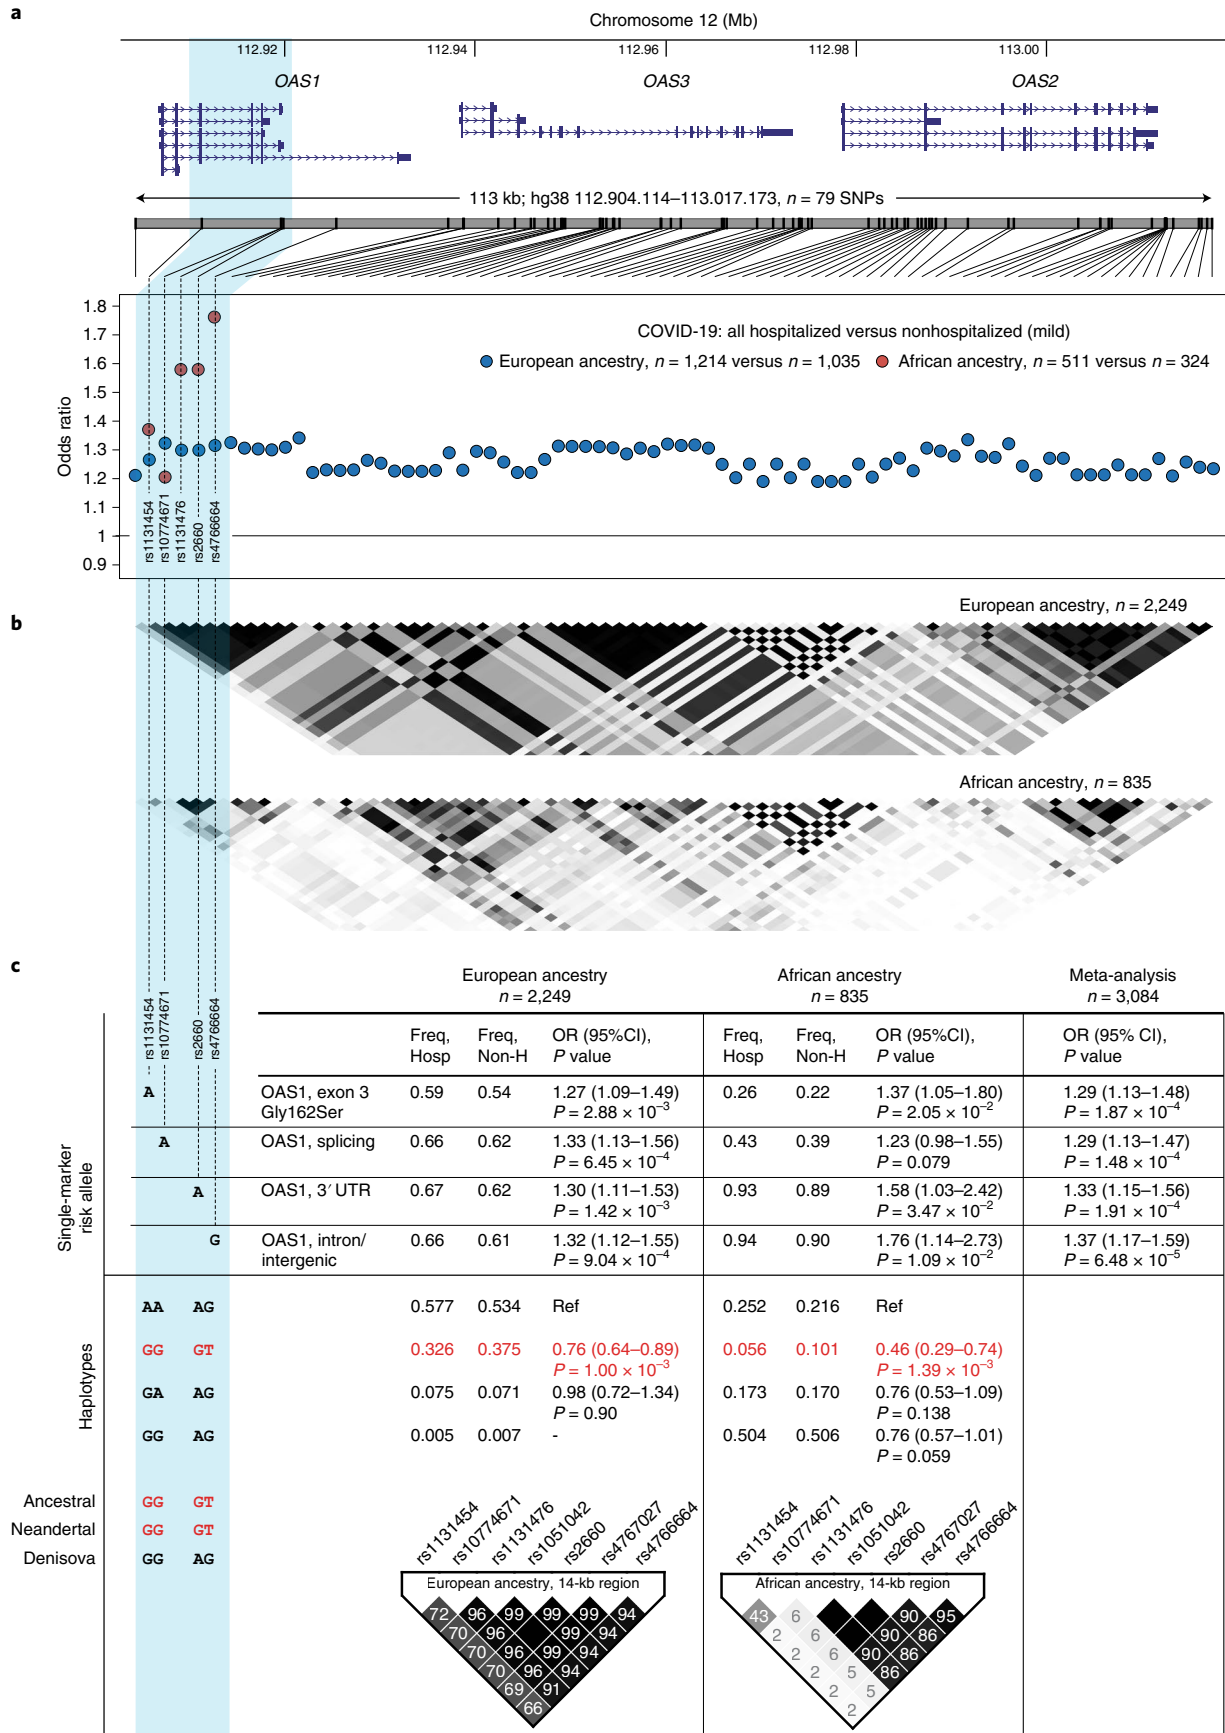 a
Chromosome 12 (Mb)
112.92 112.94 112.96 112.98 113.00
OAS1 OAS3 OAS2
113 kb; hg38 112.904.114–113.017.173, n = 79 SNPs
COVID-19: all hospitalized versus nonhospitalized (mild)
European ancestry, n = 1,214 versus n = 1,035 African ancestry, n = 511 versus n = 324
Odds ratio
1.8
1.7
1.6
1.5
1.4
1.3
1.2
1.1
1
0.9
rs1131454
rs10774671
rs1131476
rs2660
rs4766664
b
European ancestry, n = 2,249
African ancestry, n = 835
c
rs1131454
rs10774671
rs2660
rs4766664
European ancestry African ancestry Meta-analysis
n = 2,249 n = 835 n = 3,084
Freq, Freq, OR (95%CI), Freq, Freq, OR (95%CI), OR (95% CI),
Hosp Non-H P value Hosp Non-H P value P value
Single-marker
risk allele
A OAS1, exon 3 0.59 0.54 1.27 (1.09–1.49) 0.26 0.22 1.37 (1.05–1.80) 1.29 (1.13–1.48)
Gly162Ser P = 2.88 × 10⁻³ P = 2.05 × 10⁻² P = 1.87 × 10⁻⁴
A OAS1, splicing 0.66 0.62 1.33 (1.13–1.56) 0.43 0.39 1.23 (0.98–1.55) 1.29 (1.13–1.47)
P = 6.45 × 10⁻⁴ P = 0.079 P = 1.48 × 10⁻⁴
A OAS1, 3′ UTR 0.67 0.62 1.30 (1.11–1.53) 0.93 0.89 1.58 (1.03–2.42) 1.33 (1.15–1.56)
P = 1.42 × 10⁻³ P = 3.47 × 10⁻² P = 1.91 × 10⁻⁴
G OAS1, intron/ 0.66 0.61 1.32 (1.12–1.55) 0.94 0.90 1.76 (1.14–2.73) 1.37 (1.17–1.59)
intergenic P = 9.04 × 10⁻⁴ P = 1.09 × 10⁻² P = 6.48 × 10⁻⁵
Haplotypes
AA AG 0.577 0.534 Ref 0.252 0.216 Ref
GG GT 0.326 0.375 0.76 (0.64–0.89) 0.056 0.101 0.46 (0.29–0.74)
P = 1.00 × 10⁻³ P = 1.39 × 10⁻³
GA AG 0.075 0.071 0.98 (0.72–1.34) 0.173 0.170 0.76 (0.53–1.09)
P = 0.90 P = 0.138
GG AG 0.005 0.007 - 0.504 0.506 0.76 (0.57–1.01)
P = 0.059
Ancestral GG GT
Neandertal GG GT
Denisova GG AG
rs1131454 rs10774671 rs1131476 rs1051042 rs2660 rs4767027 rs4766664
European ancestry, 14-kb region
72 96 99 99 99 94
70 96 99 94
70 96 99 94
70 96 94
69 91
66
rs1131454 rs10774671 rs1131476 rs1051042 rs2660 rs4767027 rs4766664
African ancestry, 14-kb region
43 6 90 95
2 6 90 86
2 6 90 86
2 5 86
2 5
2